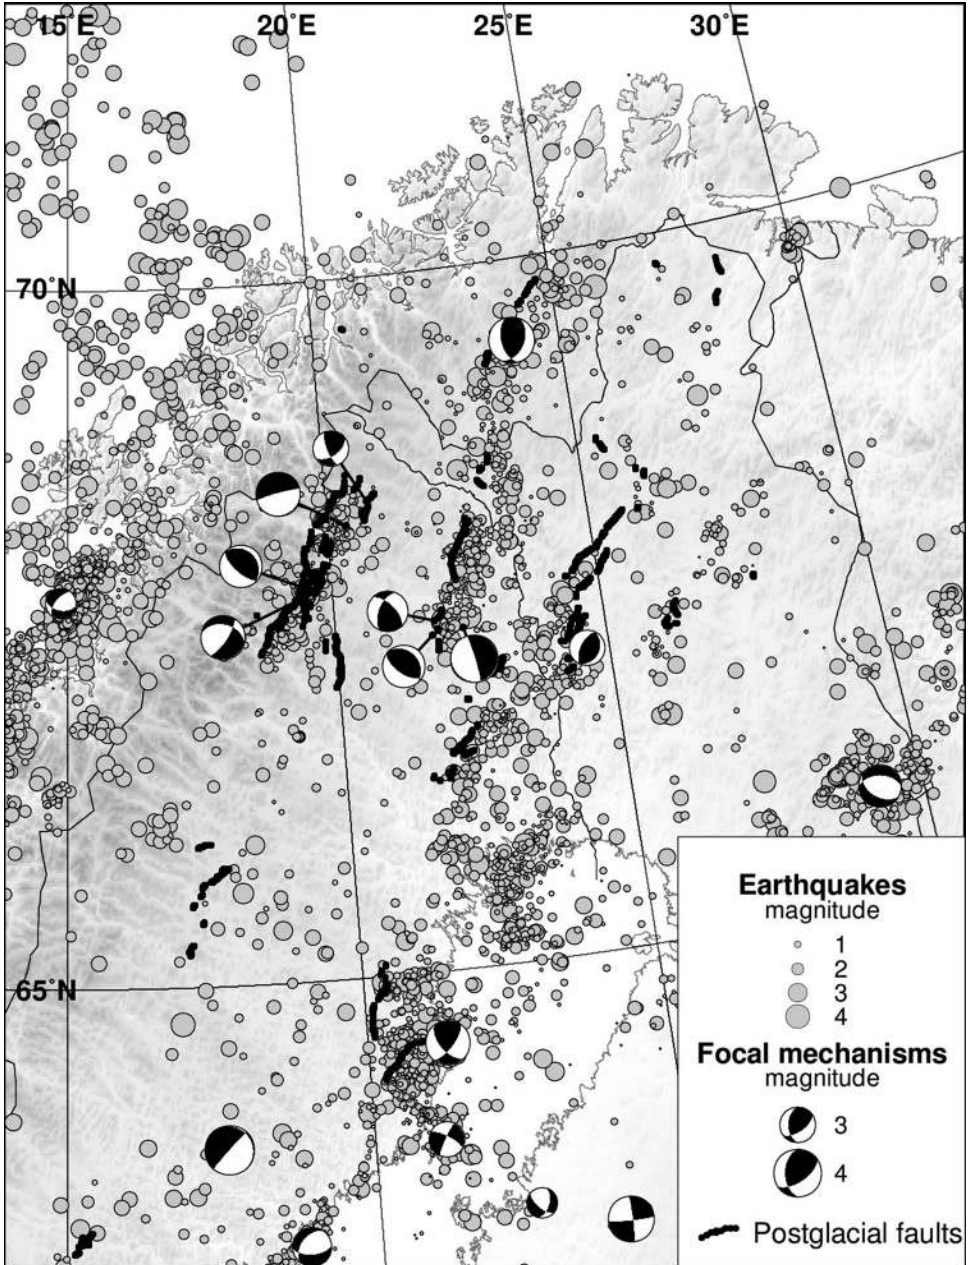 15°E 20°E 25°E 30°E
70°N
65°N
Earthquakes
magnitude
1
2
3
4
Focal mechanisms
magnitude
3
4
Postglacial faults